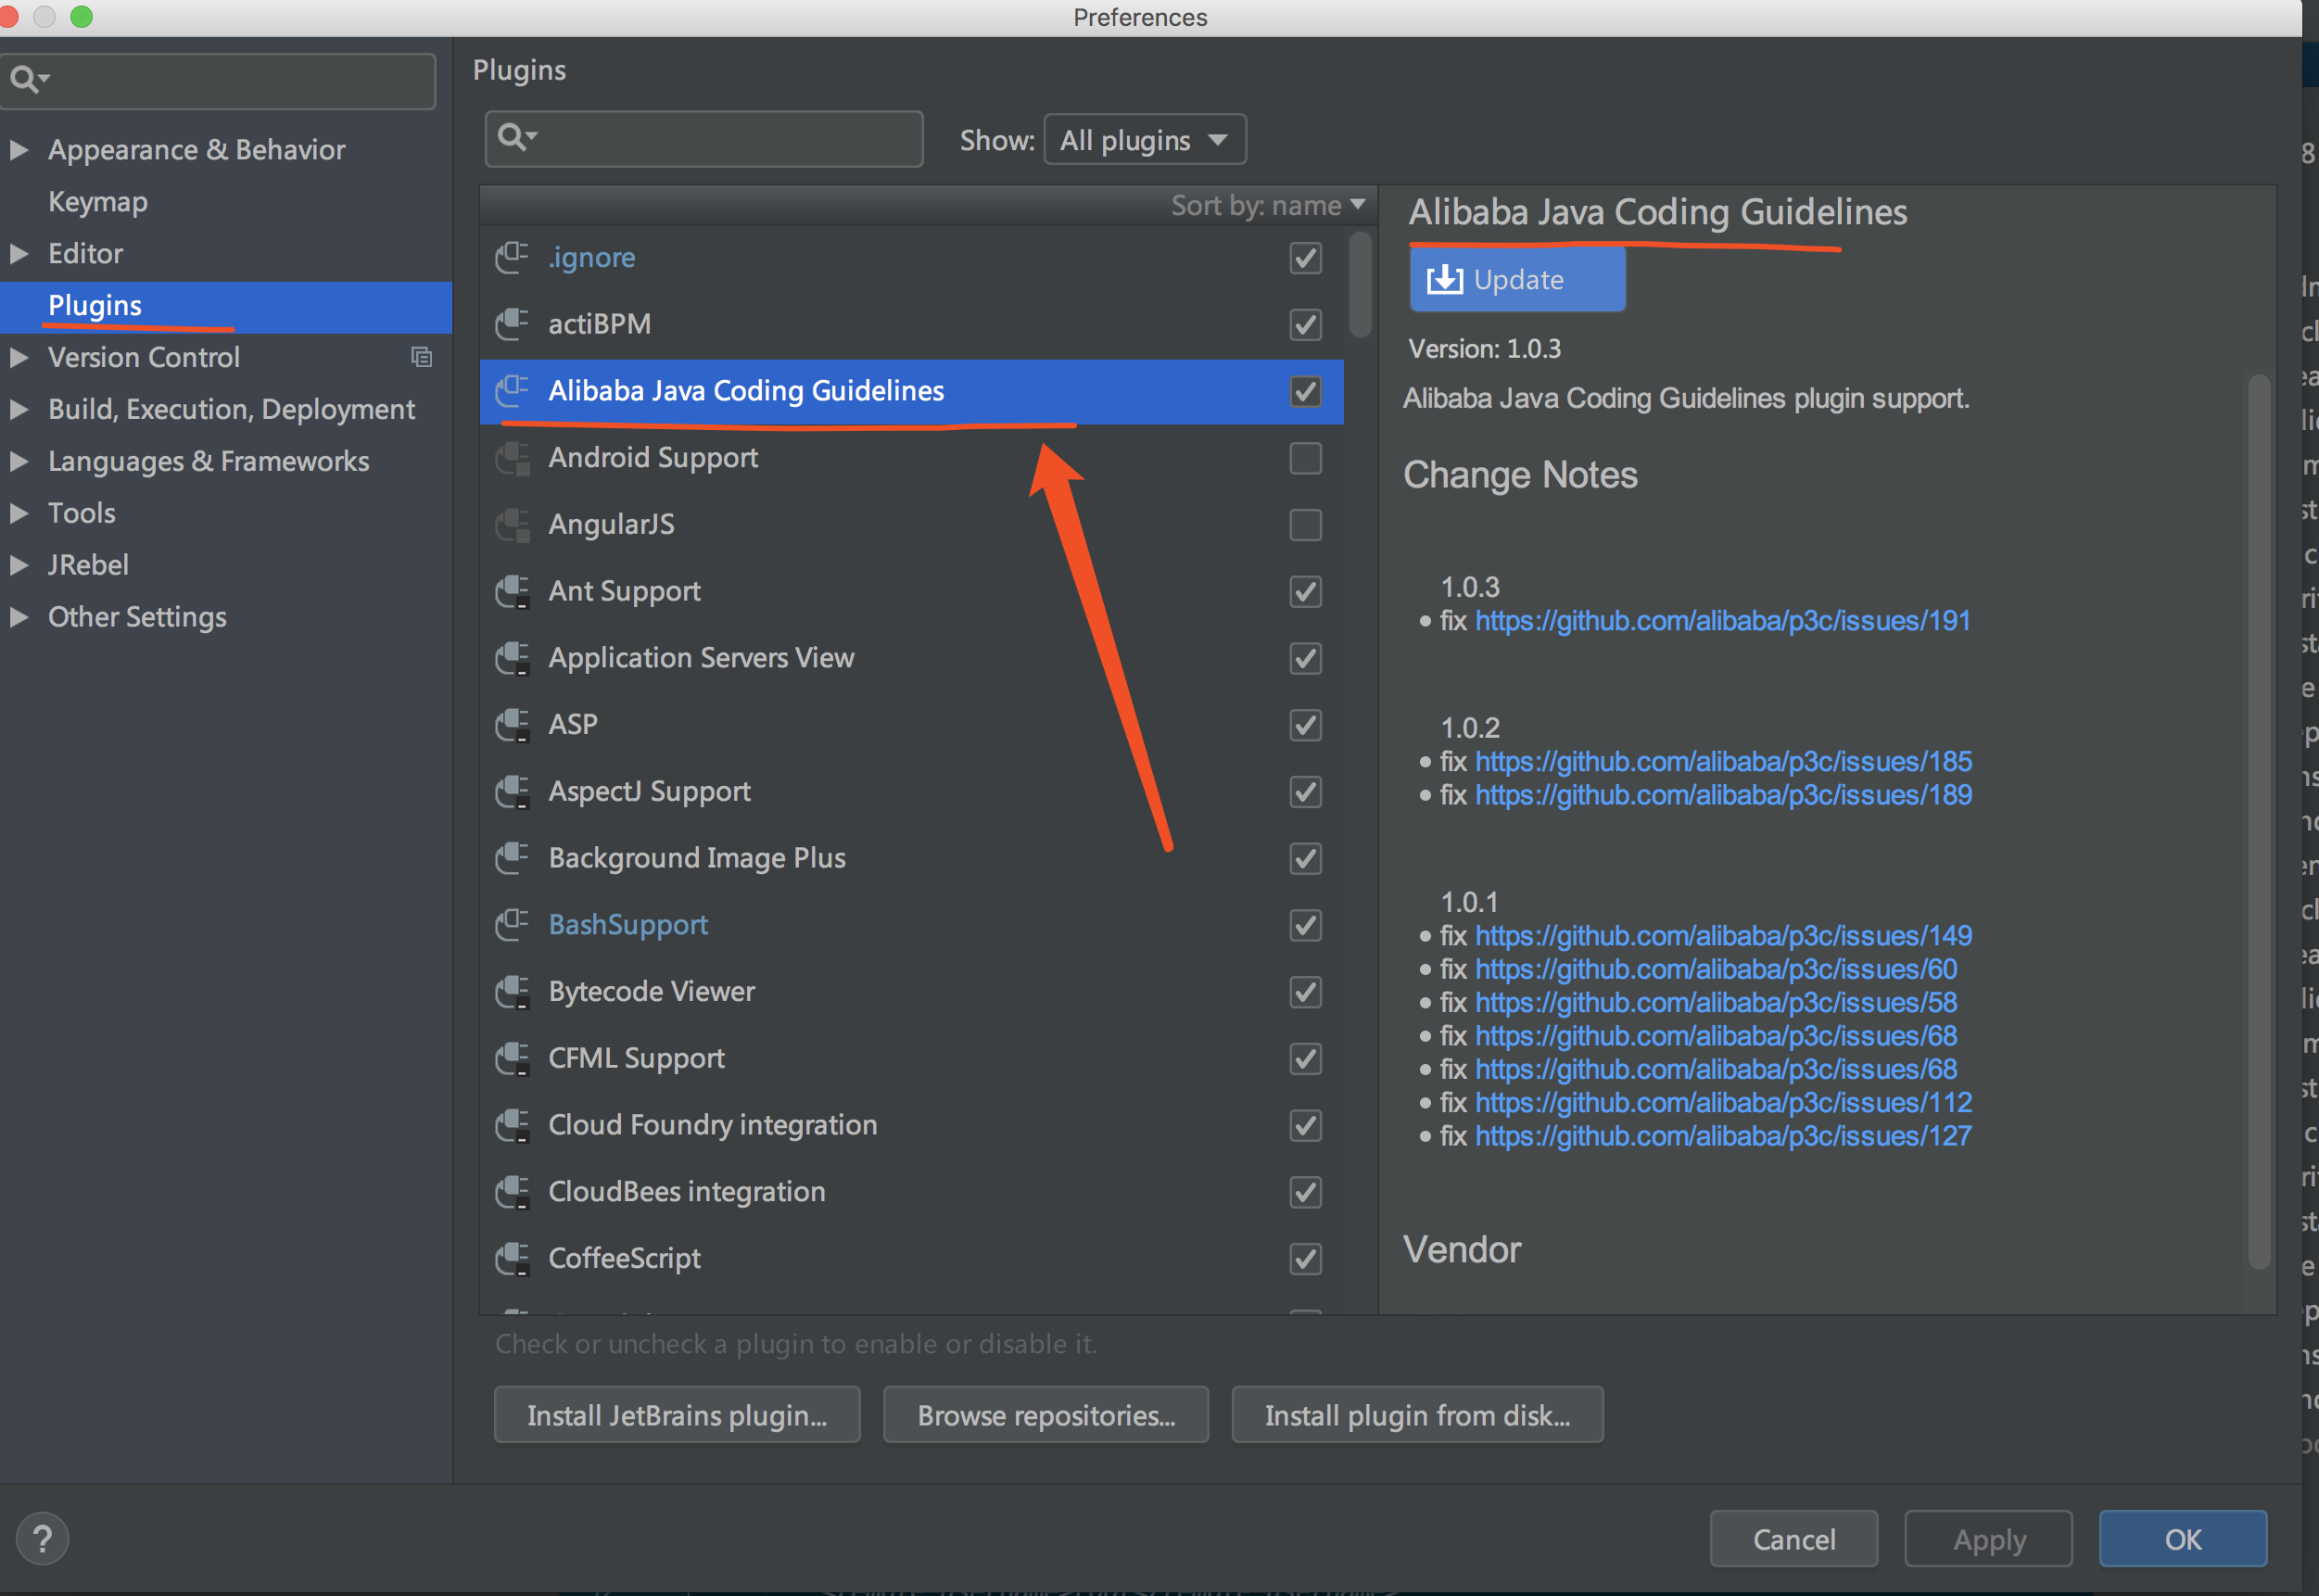 Preferences
Appearance & Behavior
Keymap
Editor
Plugins
Version Control
Build, Execution, Deployment
Languages & Frameworks
Tools
JRebel
Other Settings
Plugins
Show: All plugins
Sort by: name
.ignore
actiBPM
Alibaba Java Coding Guidelines
Android Support
AngularJS
Ant Support
Application Servers View
ASP
AspectJ Support
Background Image Plus
BashSupport
Bytecode Viewer
CFML Support
Cloud Foundry integration
CloudBees integration
CoffeeScript
Check or uncheck a plugin to enable or disable it.
Install JetBrains plugin...
Browse repositories...
Install plugin from disk...
Alibaba Java Coding Guidelines
Update
Version: 1.0.3
Alibaba Java Coding Guidelines plugin support.
Change Notes
1.0.3
• fix https://github.com/alibaba/p3c/issues/191
1.0.2
• fix https://github.com/alibaba/p3c/issues/185
• fix https://github.com/alibaba/p3c/issues/189
1.0.1
• fix https://github.com/alibaba/p3c/issues/149
• fix https://github.com/alibaba/p3c/issues/60
• fix https://github.com/alibaba/p3c/issues/58
• fix https://github.com/alibaba/p3c/issues/68
• fix https://github.com/alibaba/p3c/issues/68
• fix https://github.com/alibaba/p3c/issues/112
• fix https://github.com/alibaba/p3c/issues/127
Vendor
?
Cancel
Apply
OK